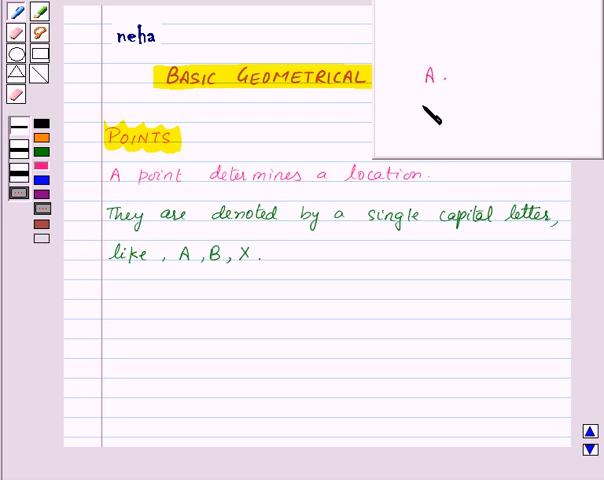 neha
BASIC GEOMETRICAL
A .
POINTS
A point determines a location.
They are denoted by a single capital letter,
like, A, B, X.